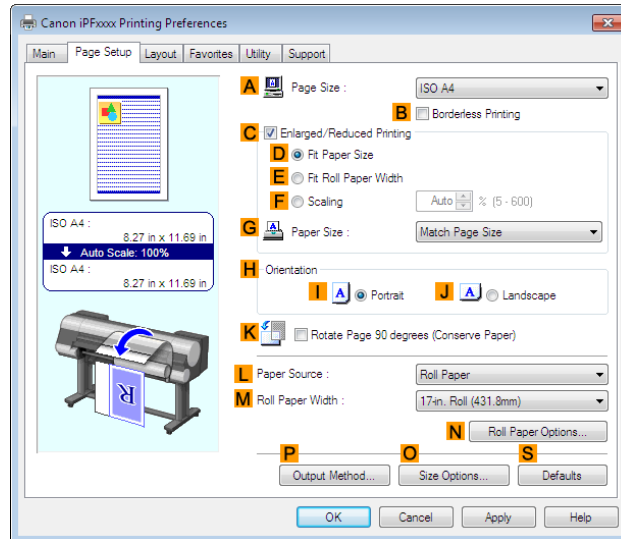 Canon iPFxxxx Printing Preferences
Main Page Setup Layout Favorites Utility Support
A Page Size : ISO A4
B Borderless Printing
C Enlarged/Reduced Printing
D Fit Paper Size
E Fit Roll Paper Width
F Scaling Auto % (5 - 600)
G Paper Size : Match Page Size
ISO A4 :
8.27 in x 11.69 in
Auto Scale: 100%
ISO A4 :
8.27 in x 11.69 in
H Orientation
I A Portrait J A Landscape
K Rotate Page 90 degrees (Conserve Paper)
R
L Paper Source : Roll Paper
M Roll Paper Width : 17-in. Roll (431.8mm)
N Roll Paper Options...
P O S
Output Method... Size Options... Defaults
OK Cancel Apply Help